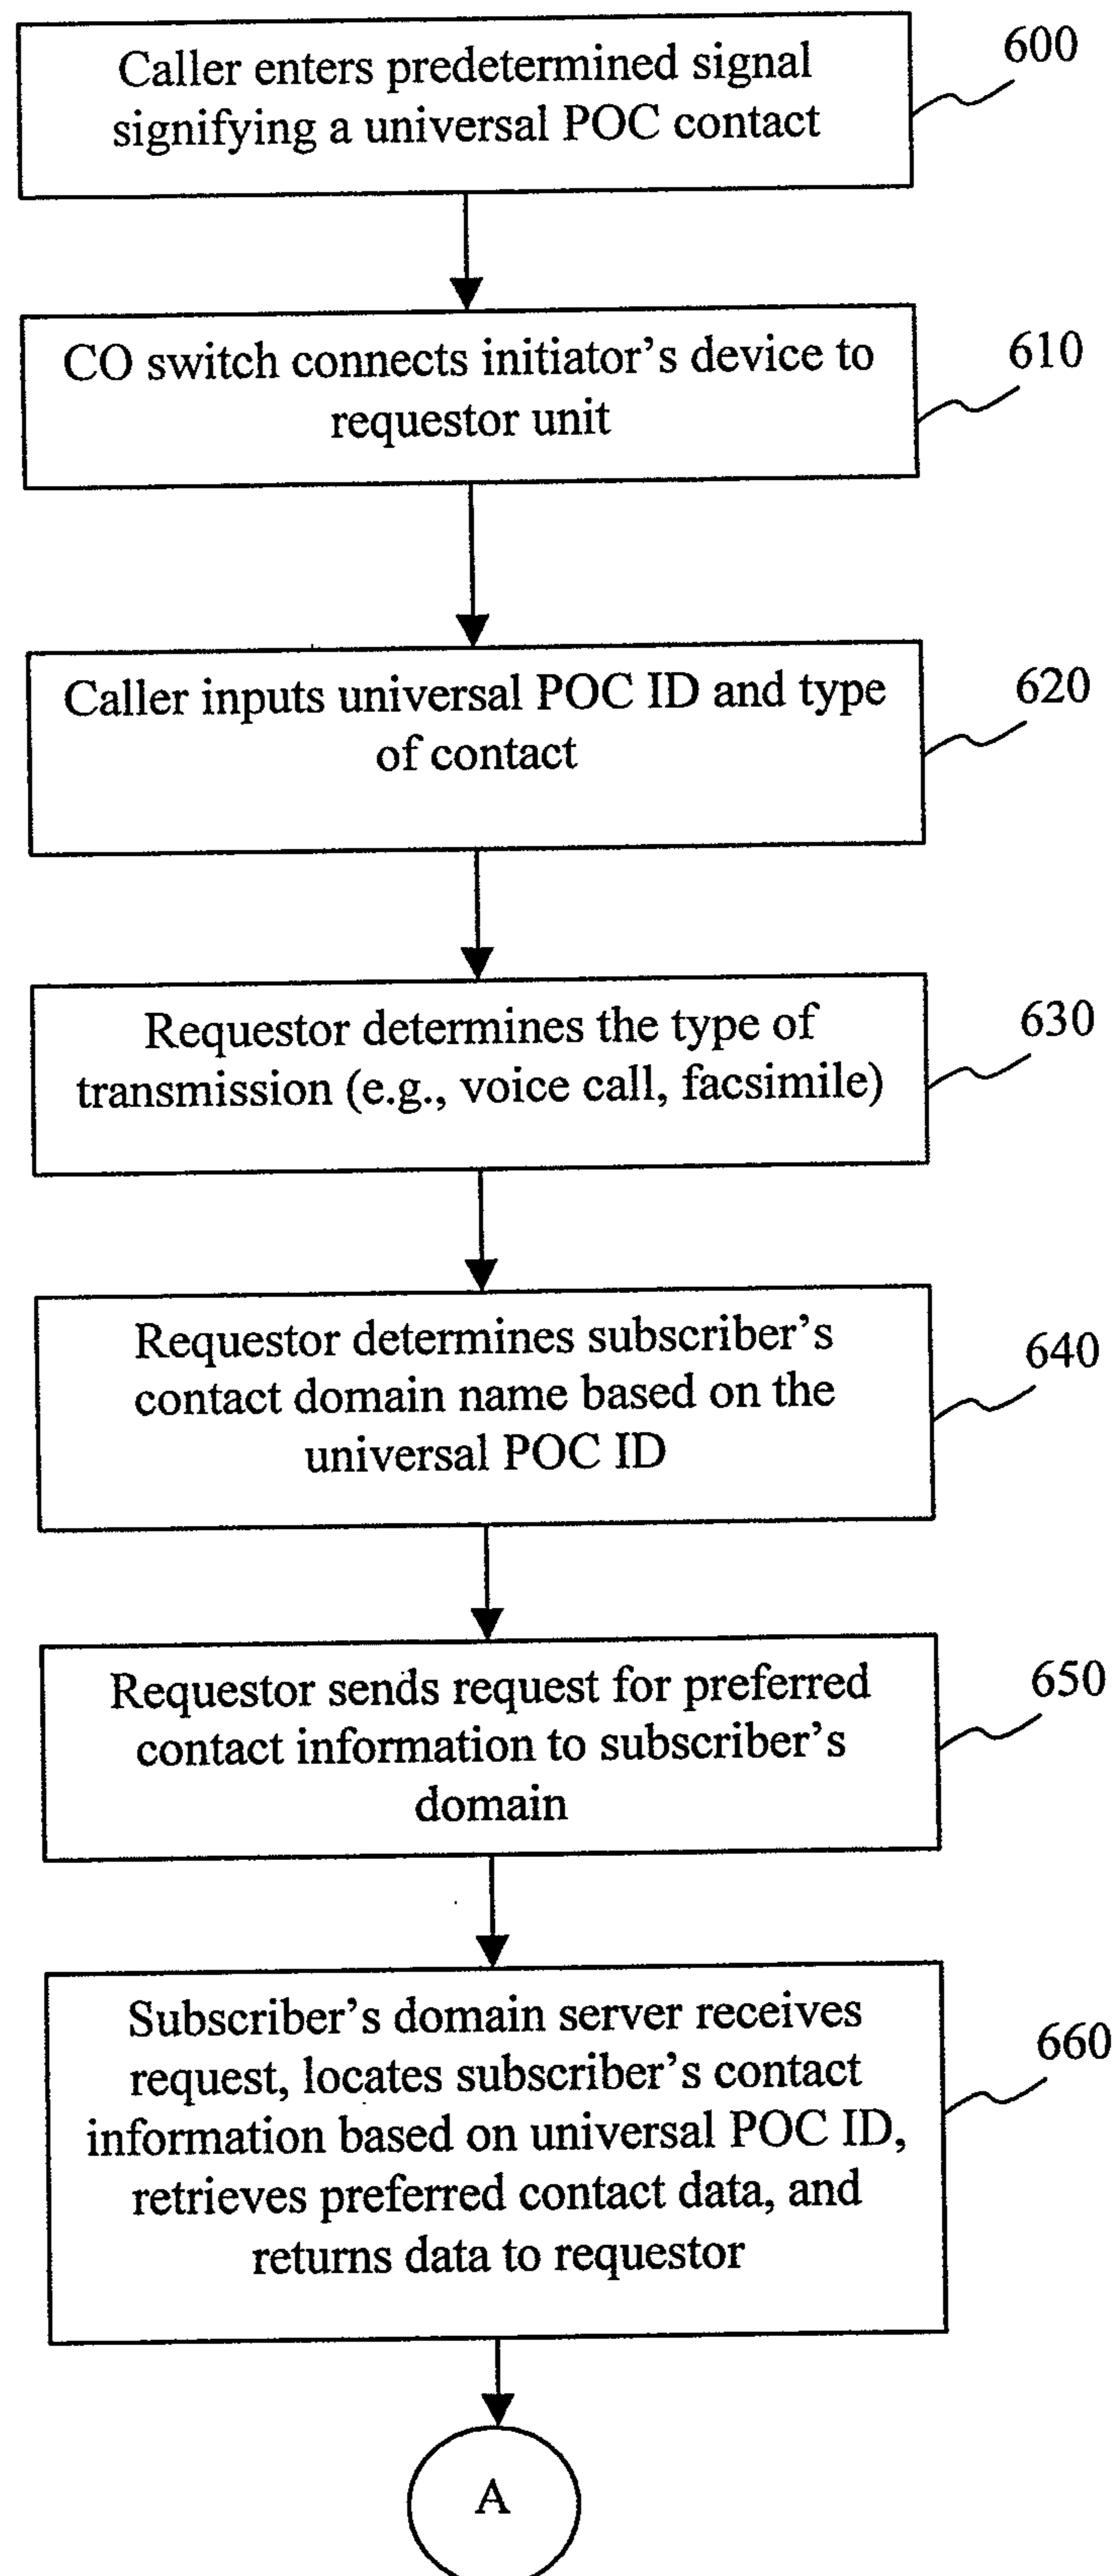 Caller enters predetermined signal
signifying a universal POC contact
600
CO switch connects initiator's device to
requestor unit
610
Caller inputs universal POC ID and type
of contact
620
Requestor determines the type of
transmission (e.g., voice call, facsimile)
630
Requestor determines subscriber's
contact domain name based on the
universal POC ID
640
Requestor sends request for preferred
contact information to subscriber's
domain
650
Subscriber's domain server receives
request, locates subscriber's contact
information based on universal POC ID,
retrieves preferred contact data, and
returns data to requestor
660
A